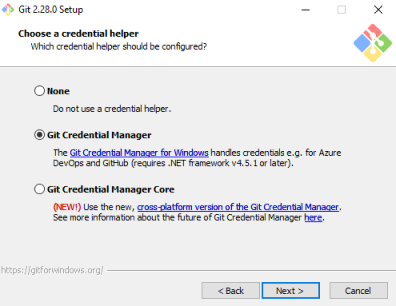 Git 2.28.0 Setup
Choose a credential helper
Which credential helper should be configured?
None
Do not use a credential helper.
Git Credential Manager
The Git Credential Manager for Windows handles credentials e.g. for Azure
DevOps and GitHub (requires .NET framework v4.5.1 or later).
Git Credential Manager Core
(NEW!) Use the new, cross-platform version of the Git Credential Manager.
See more information about the future of Git Credential Manager here.
https://gitforwindows.org/
< Back Next > Cancel